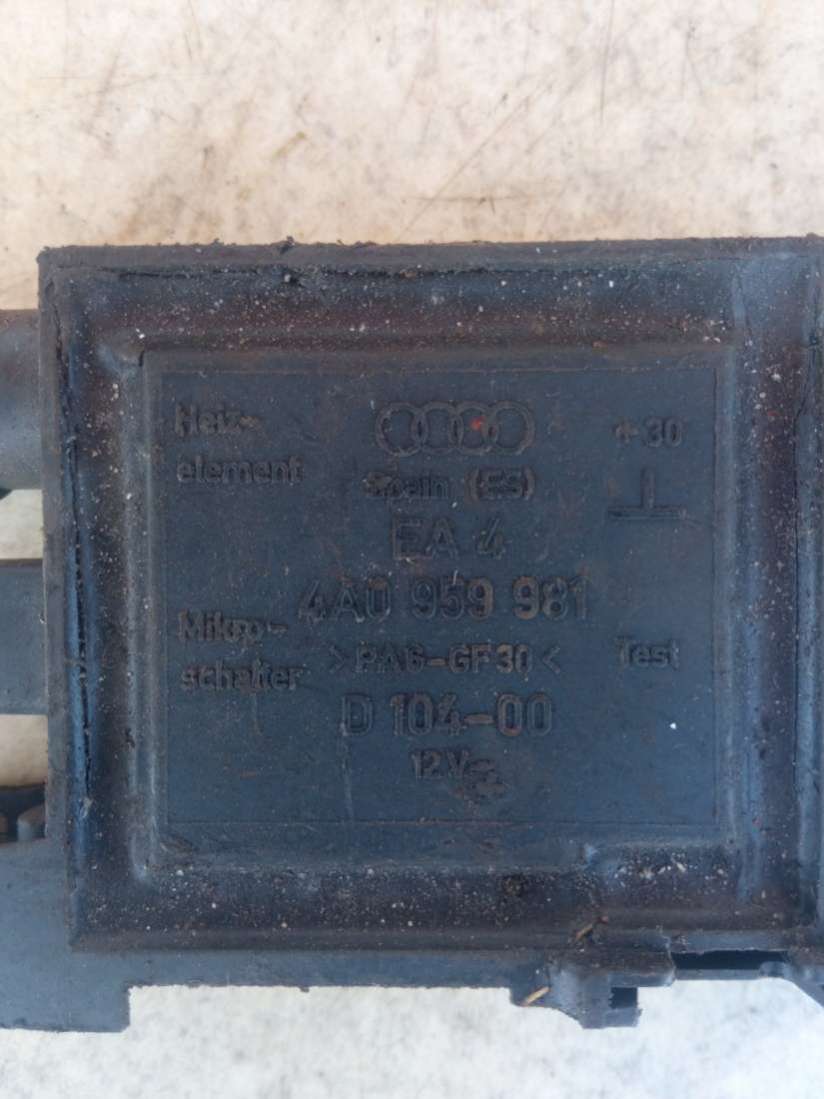 Heiz-
element
Spain (ES)
+30
EA 4
4A0 959 981
Mikro-
schalter
>PA6-GF30<
Test
D 104-00
12V